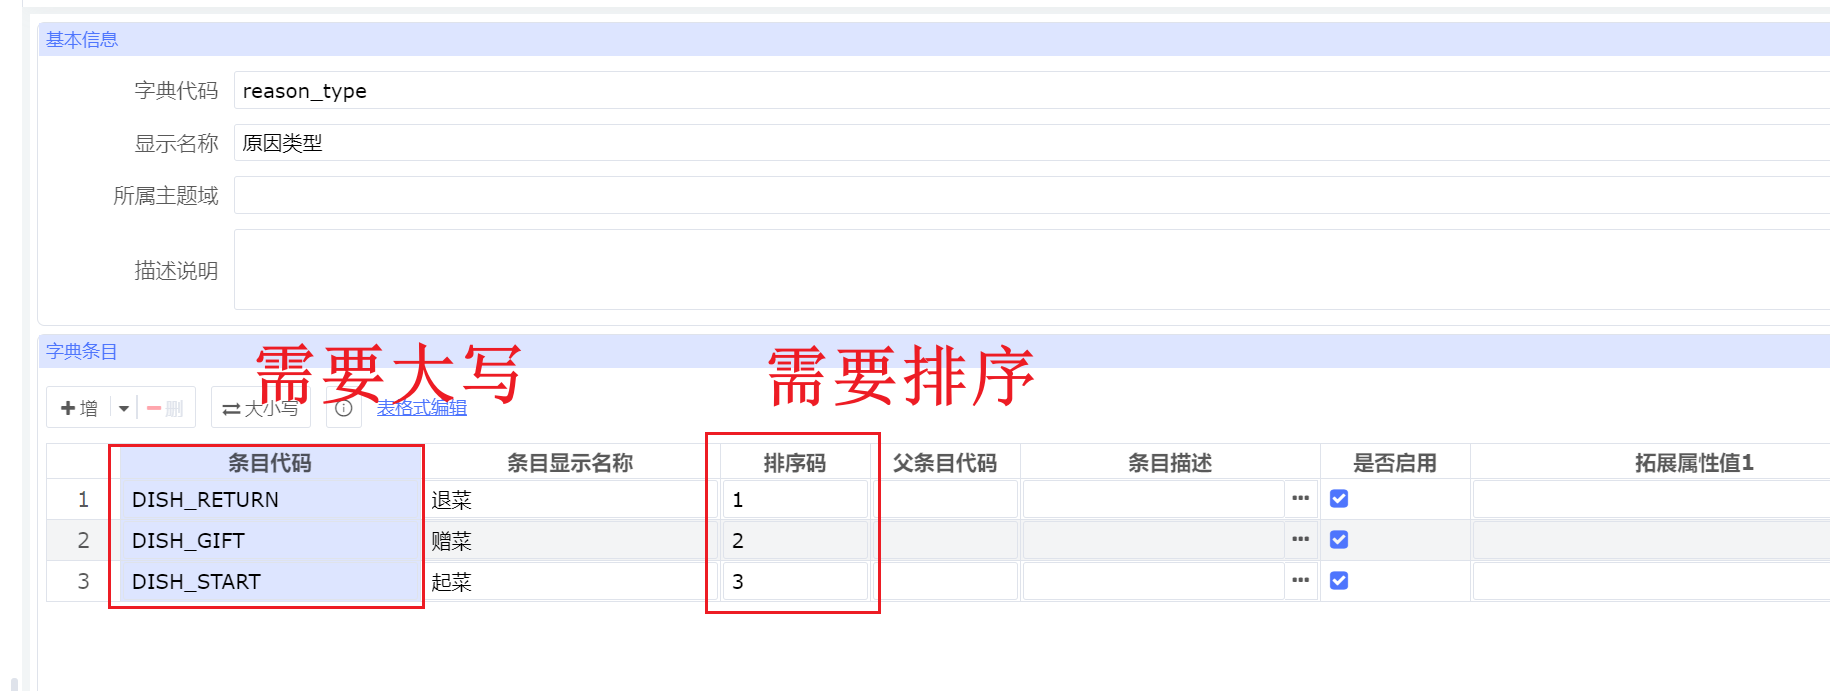 基本信息
字典代码 reason_type
显示名称 原因类型
所属主题域
描述说明
字典条目
需要大写 需要排序
增 删 大小写 表格式编辑
条目代码 条目显示名称 排序码 父条目代码 条目描述 是否启用 拓展属性值1
1 DISH_RETURN 退菜 1
2 DISH_GIFT 赠菜 2
3 DISH_START 起菜 3